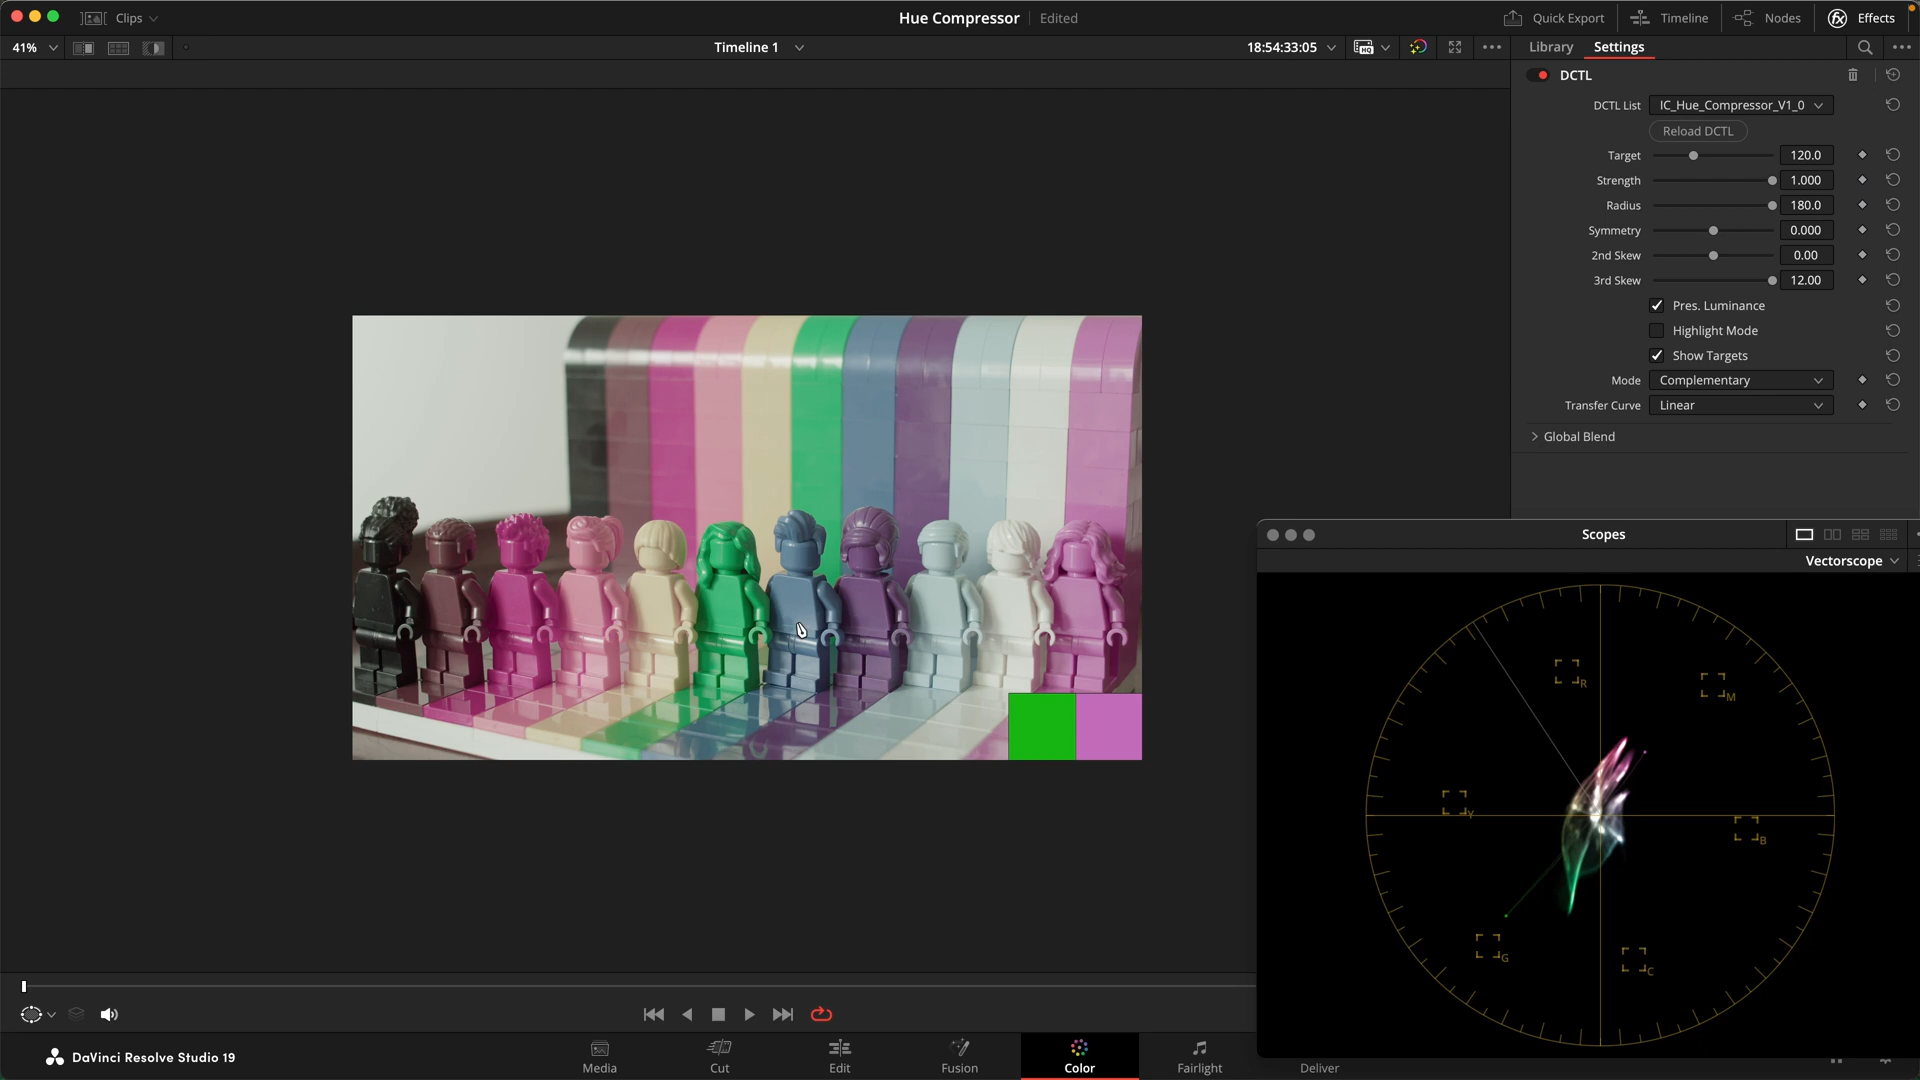 Clips
Hue Compressor
Edited
Quick Export
Timeline
Nodes
fx Effects
41%
Timeline 1
18:54:33:05
HQ
Library
Settings
DCTL
DCTL List IC_Hue_Compressor_V1_0
Reload DCTL
Target 120.0
Strength 1.000
Radius 180.0
Symmetry 0.000
2nd Skew 0.00
3rd Skew 12.00
Pres. Luminance
Highlight Mode
Show Targets
Mode Complementary
Transfer Curve Linear
Global Blend
Scopes
Vectorscope
R
M
Y
B
G
C
DaVinci Resolve Studio 19
Media
Cut
Edit
Fusion
Color
Fairlight
Deliver